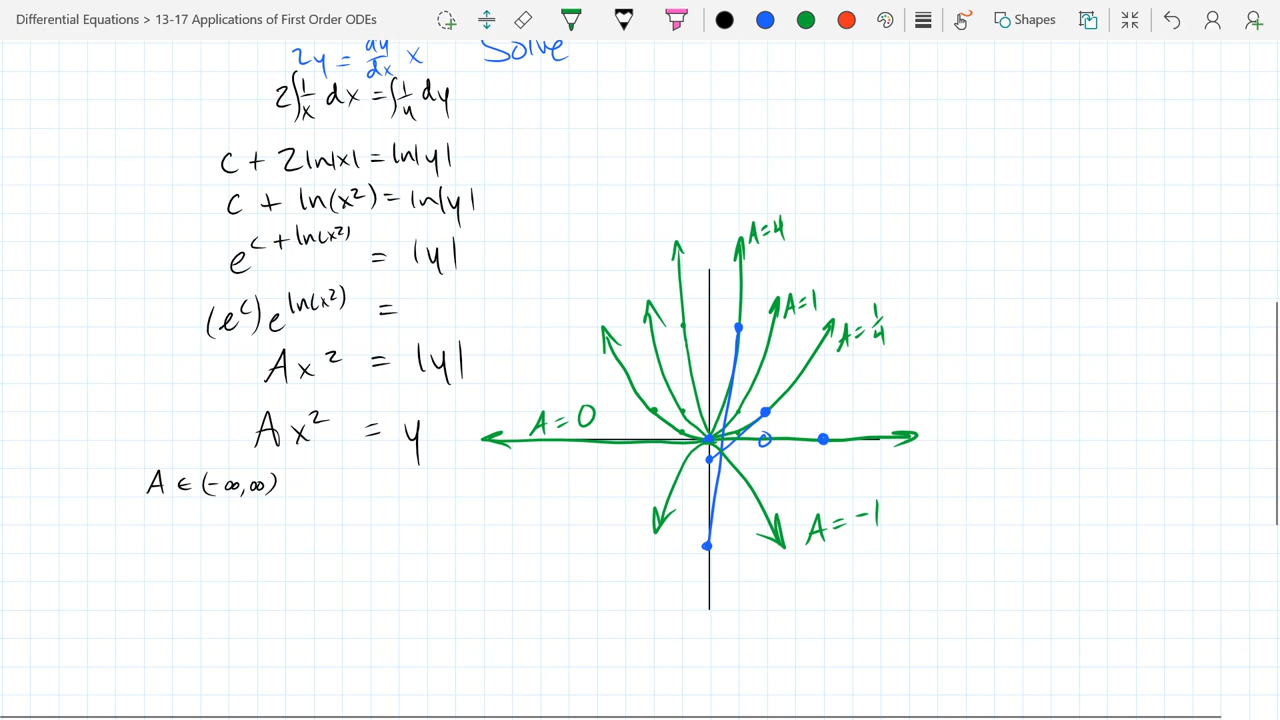 Differential Equations > 13-17 Applications of First Order ODEs
Shapes
2y = dy/dx x Solve
2∫1/x dx = ∫1/y dy
c + 2ln|x| = ln|y|
c + ln(x²) = ln|y|
e^(c + ln(x²)) = |y|
(e^c) e^(ln(x²)) =
Ax² = |y|
Ax² = y
A ∈ (-∞,∞)
A=4
A=1
A=1/4
A=0
A=-1